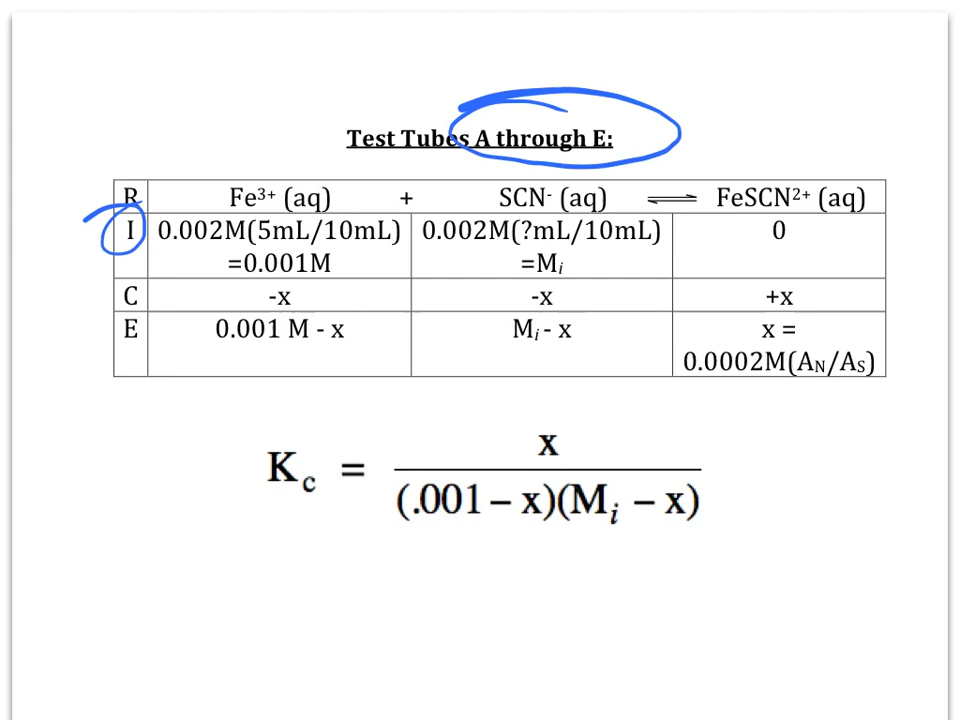 Test Tubes A through E:
R Fe³⁺ (aq) + SCN⁻ (aq) ⇌ FeSCN²⁺ (aq)
I 0.002M(5mL/10mL) 0.002M(?mL/10mL) 0
=0.001M =Mᵢ
C -x -x +x
E 0.001 M - x Mᵢ - x x =
0.0002M(A_N/A_S)
K_c = x / (.001 – x)(Mᵢ – x)